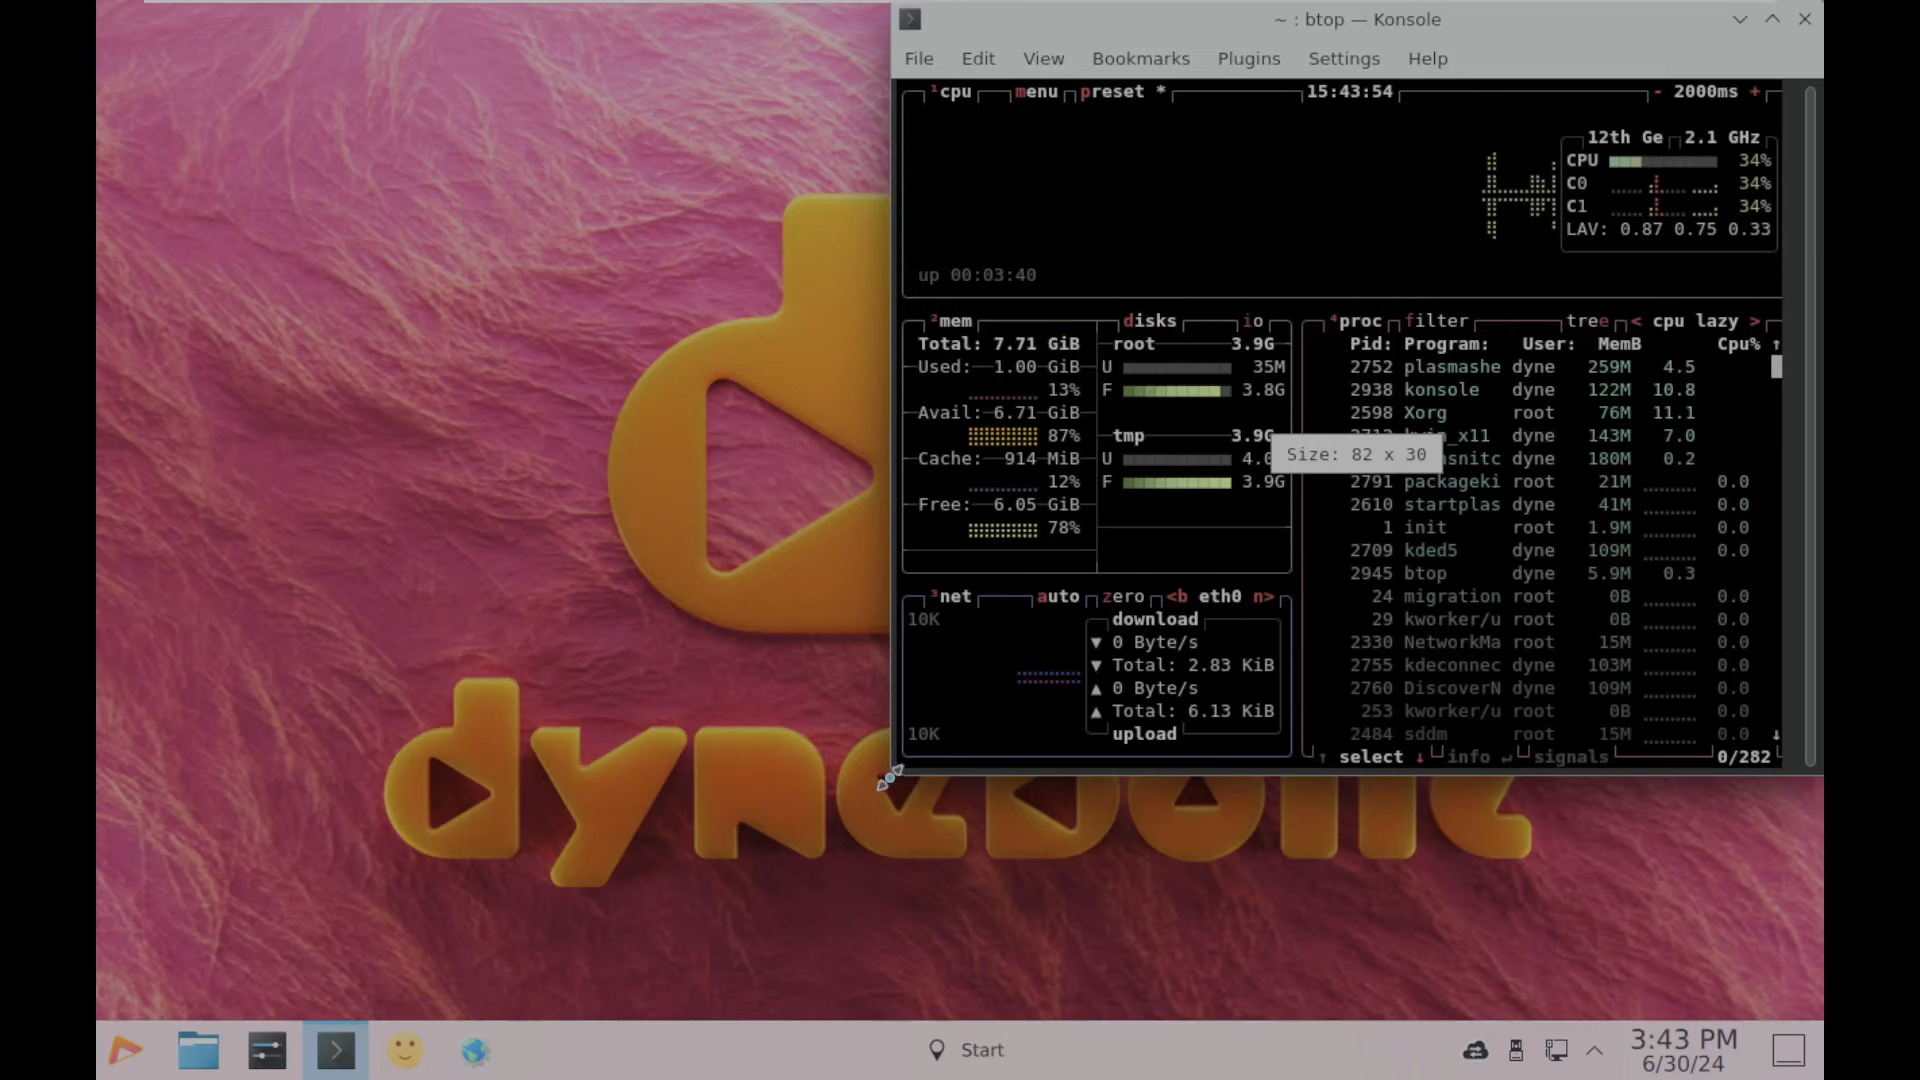 ~ : btop — Konsole
File Edit View Bookmarks Plugins Settings Help
¹cpu menu preset * 15:43:54 - 2000ms +
12th Ge 2.1 GHz
CPU 34%
C0 34%
C1 34%
LAV: 0.87 0.75 0.33
up 00:03:40
²mem disks io
Total: 7.71 GiB root 3.9G
Used: 1.00 GiB U 35M
13% F 3.8G
Avail: 6.71 GiB
87% tmp 3.9G
Cache: 914 MiB U
12% F 3.9G
Free: 6.05 GiB
78%
³net auto zero <b eth0 n>
10K download
▼ 0 Byte/s
▼ Total: 2.83 KiB
▲ 0 Byte/s
▲ Total: 6.13 KiB
10K upload
⁴proc filter tree < cpu lazy >
Pid: Program: User: MemB Cpu% ↑
2752 plasmashe dyne 259M 4.5
2938 konsole dyne 122M 10.8
2598 Xorg root 76M 11.1
_x11 dyne 143M 7.0
Size: 82 x 30
snitc dyne 180M 0.2
2791 packageki root 21M 0.0
2610 startplas dyne 41M 0.0
1 init root 1.9M 0.0
2709 kded5 dyne 109M 0.0
2945 btop dyne 5.9M 0.3
24 migration root 0B 0.0
29 kworker/u root 0B 0.0
2330 NetworkMa root 15M 0.0
2755 kdeconnec dyne 103M 0.0
2760 DiscoverN dyne 109M 0.0
253 kworker/u root 0B 0.0
2484 sddm root 15M 0.0 ↓
↑ select ↓ info ↵ signals 0/282
dyne
Start
3:43 PM
6/30/24